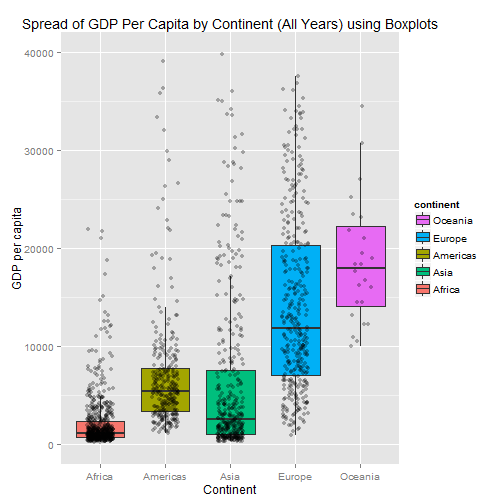 Spread of GDP Per Capita by Continent (All Years) using Boxplots
40000
30000
20000
10000
0
GDP per capita
Africa
Americas
Asia
Europe
Oceania
Continent
continent
Oceania
Europe
Americas
Asia
Africa